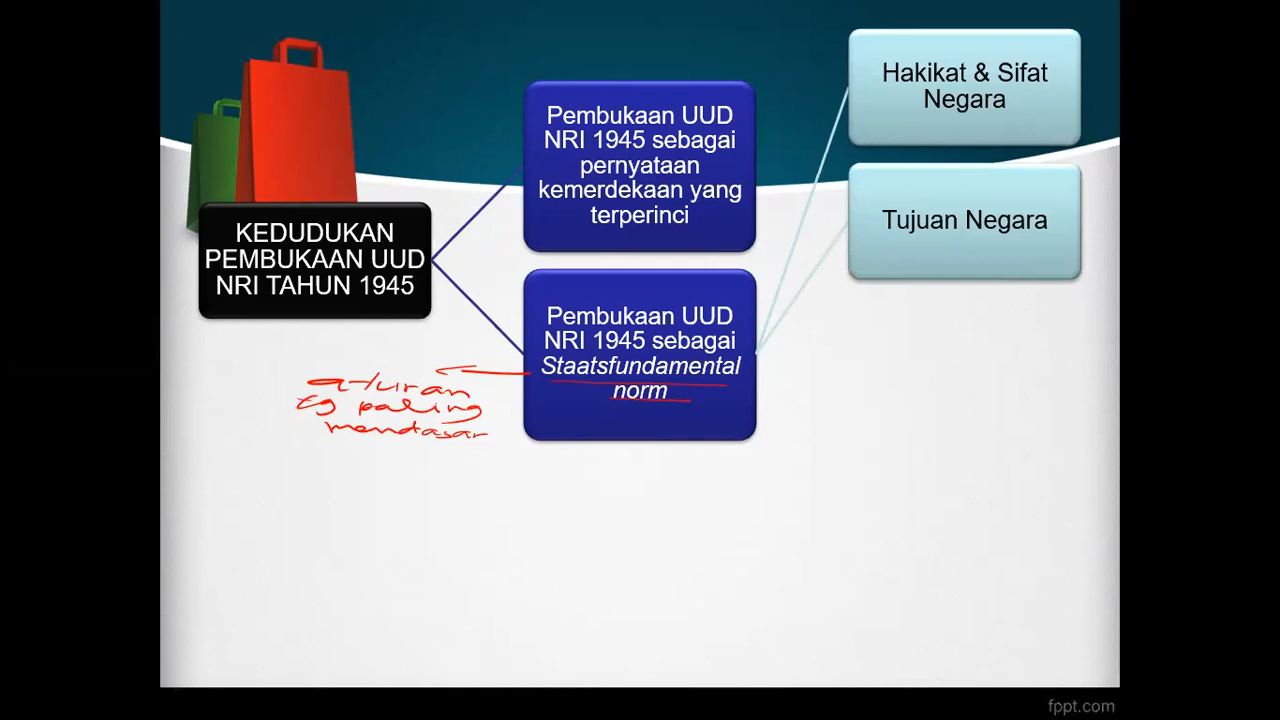 KEDUDUKAN
PEMBUKAAN UUD
NRI TAHUN 1945
Pembukaan UUD
NRI 1945 sebagai
pernyataan
kemerdekaan yang
terperinci
Pembukaan UUD
NRI 1945 sebagai
Staatsfundamental
norm
aturan
yg paling
mendasar
Hakikat & Sifat
Negara
Tujuan Negara
fppt.com